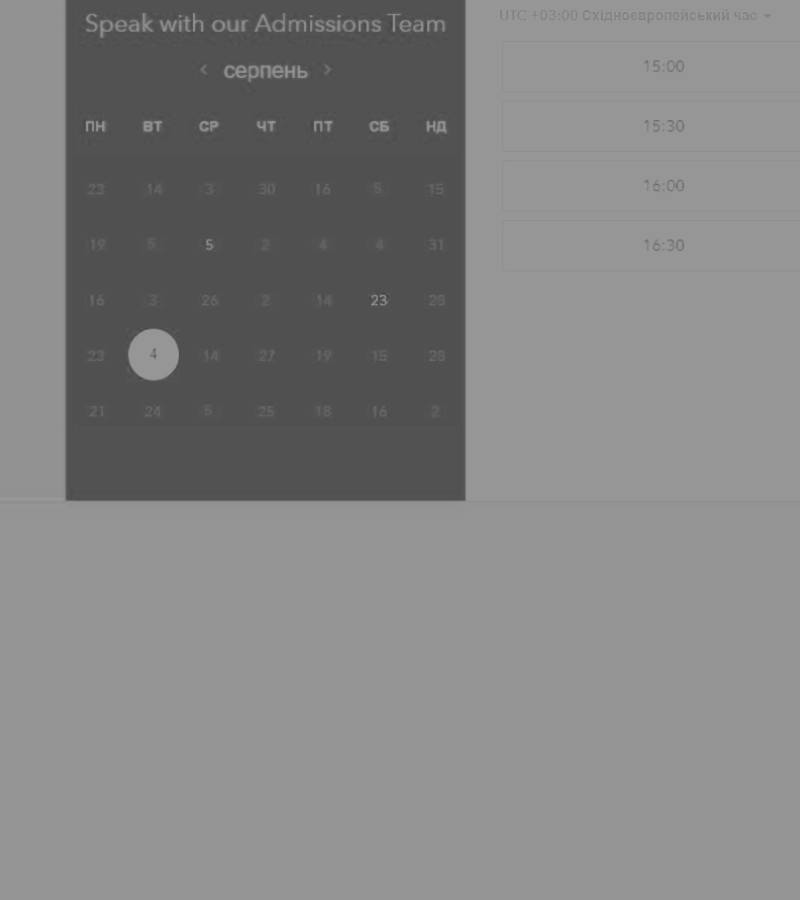 Speak with our Admissions Team
< серпень >
ПН ВТ СР ЧТ ПТ СБ НД
23 14 3 30 16 5 15
19 5 5 2 4 4 31
16 3 26 2 14 23 28
23 4 14 27 19 15 28
21 24 5 25 18 16 2
UTC +03:00 Східноєвропейський час
15:00
15:30
16:00
16:30